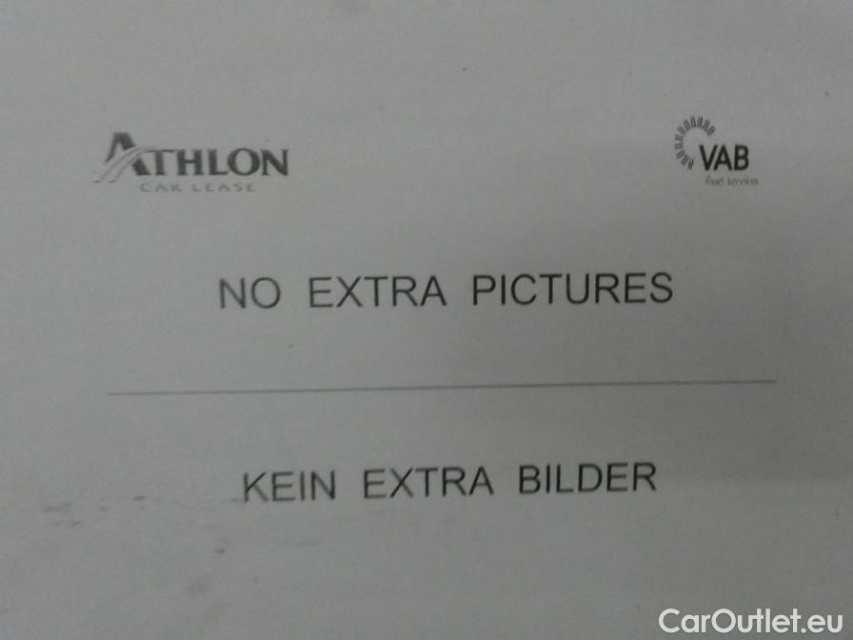 ATHLON
CAR LEASE
VAB
fleet services
NO EXTRA PICTURES
KEIN EXTRA BILDER
CarOutlet.eu